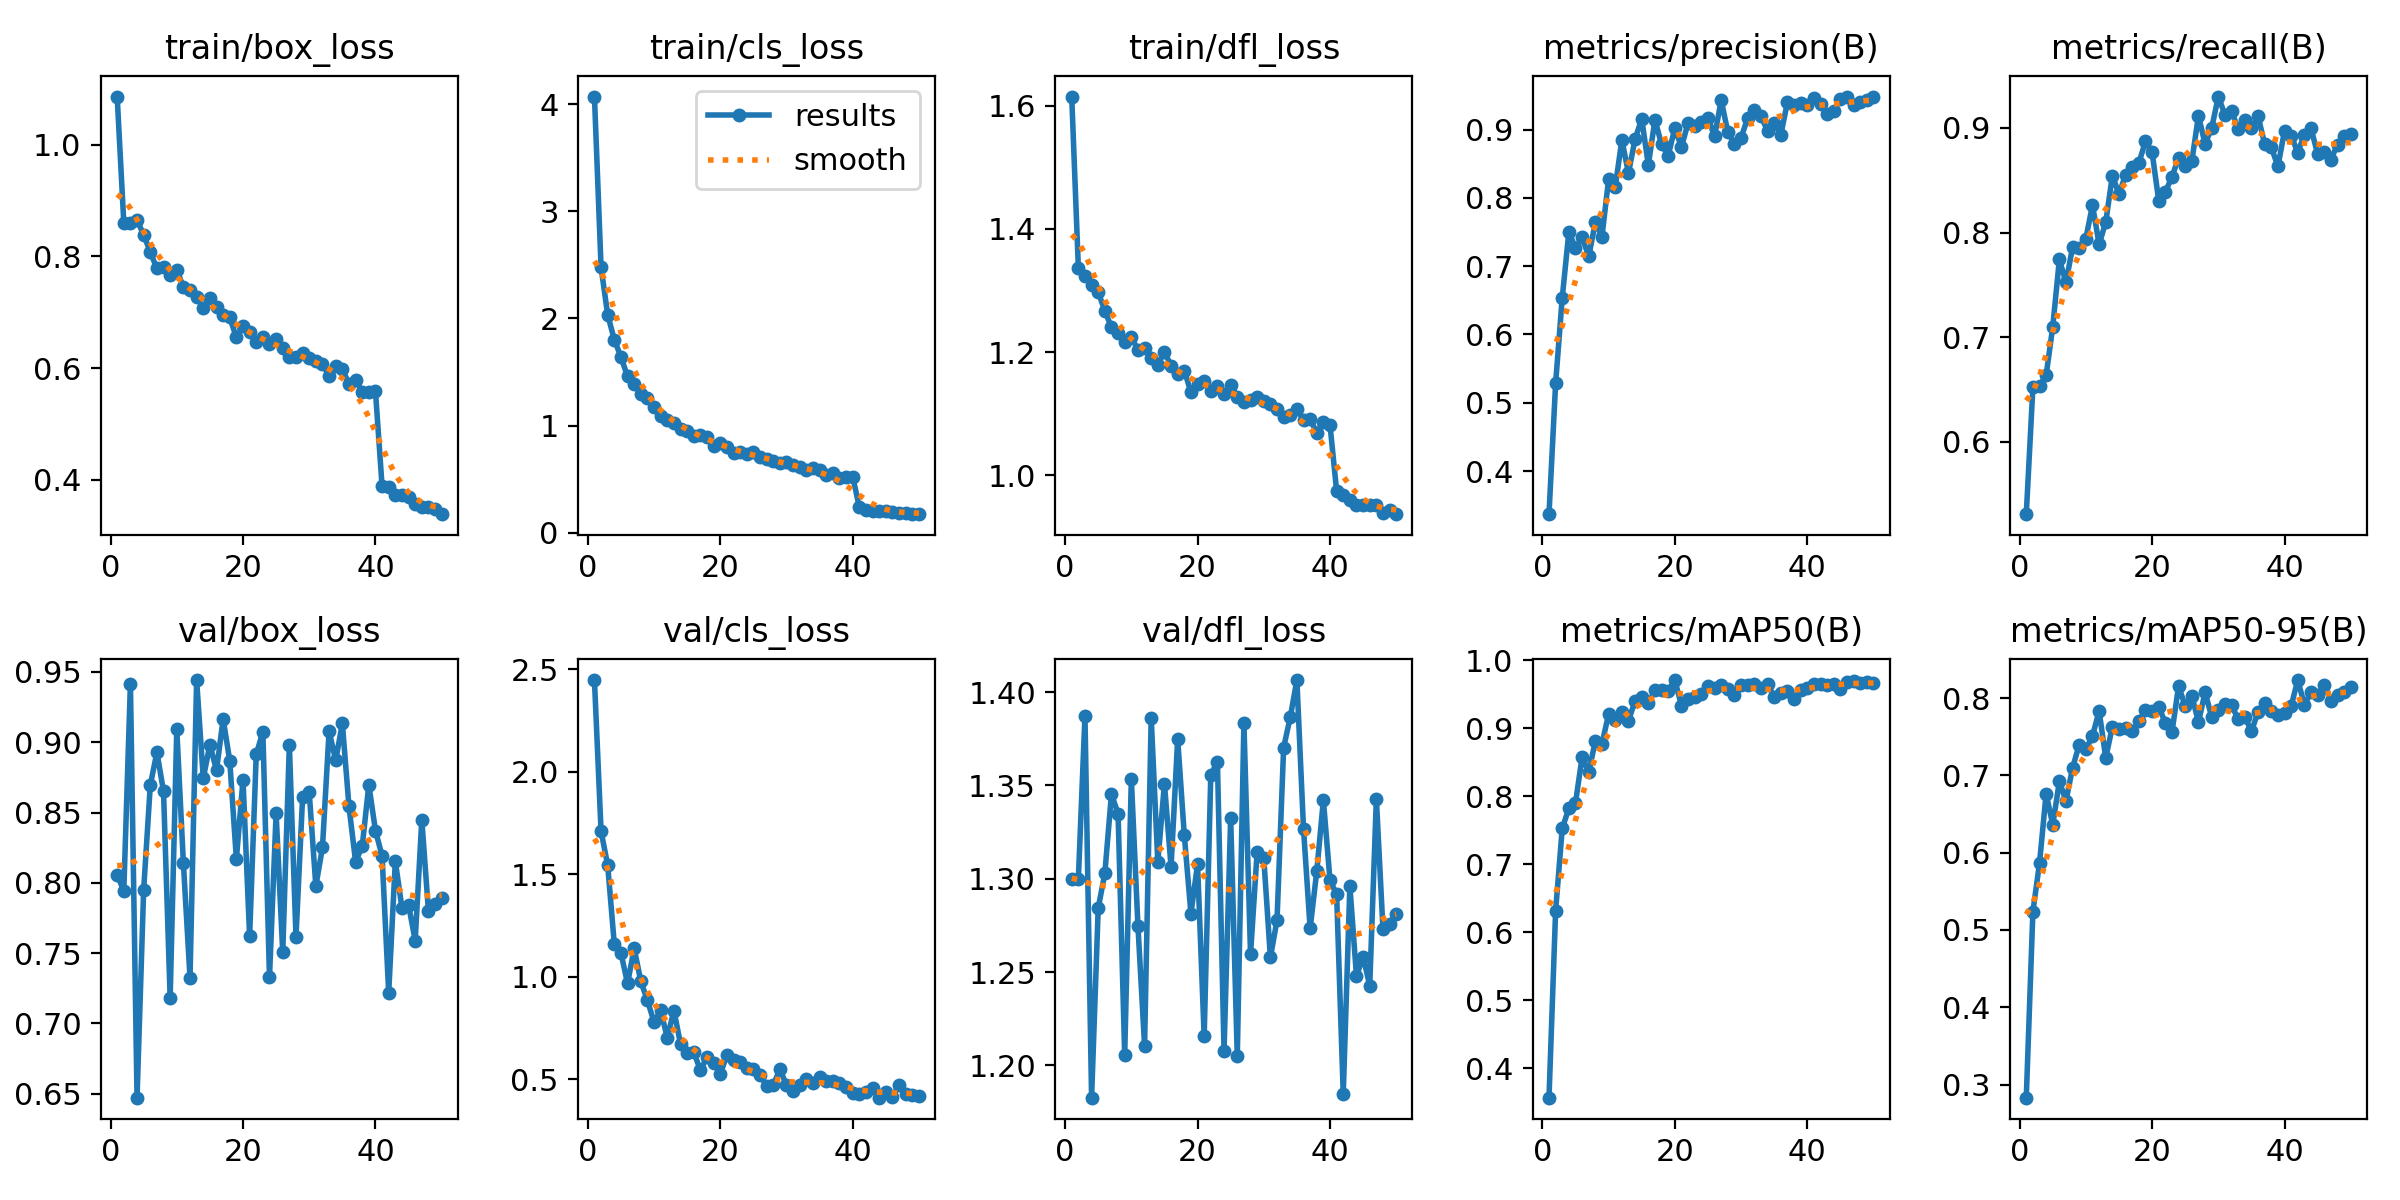 train/box_loss
1.0
0.8
0.6
0.4
0 20 40
train/cls_loss
results
smooth
4
3
2
1
0
0 20 40
train/dfl_loss
1.6
1.4
1.2
1.0
0 20 40
metrics/precision(B)
0.9
0.8
0.7
0.6
0.5
0.4
0 20 40
metrics/recall(B)
0.9
0.8
0.7
0.6
0 20 40
val/box_loss
0.95
0.90
0.85
0.80
0.75
0.70
0.65
0 20 40
val/cls_loss
2.5
2.0
1.5
1.0
0.5
0 20 40
val/dfl_loss
1.40
1.35
1.30
1.25
1.20
0 20 40
metrics/mAP50(B)
1.0
0.9
0.8
0.7
0.6
0.5
0.4
0 20 40
metrics/mAP50-95(B)
0.8
0.7
0.6
0.5
0.4
0.3
0 20 40